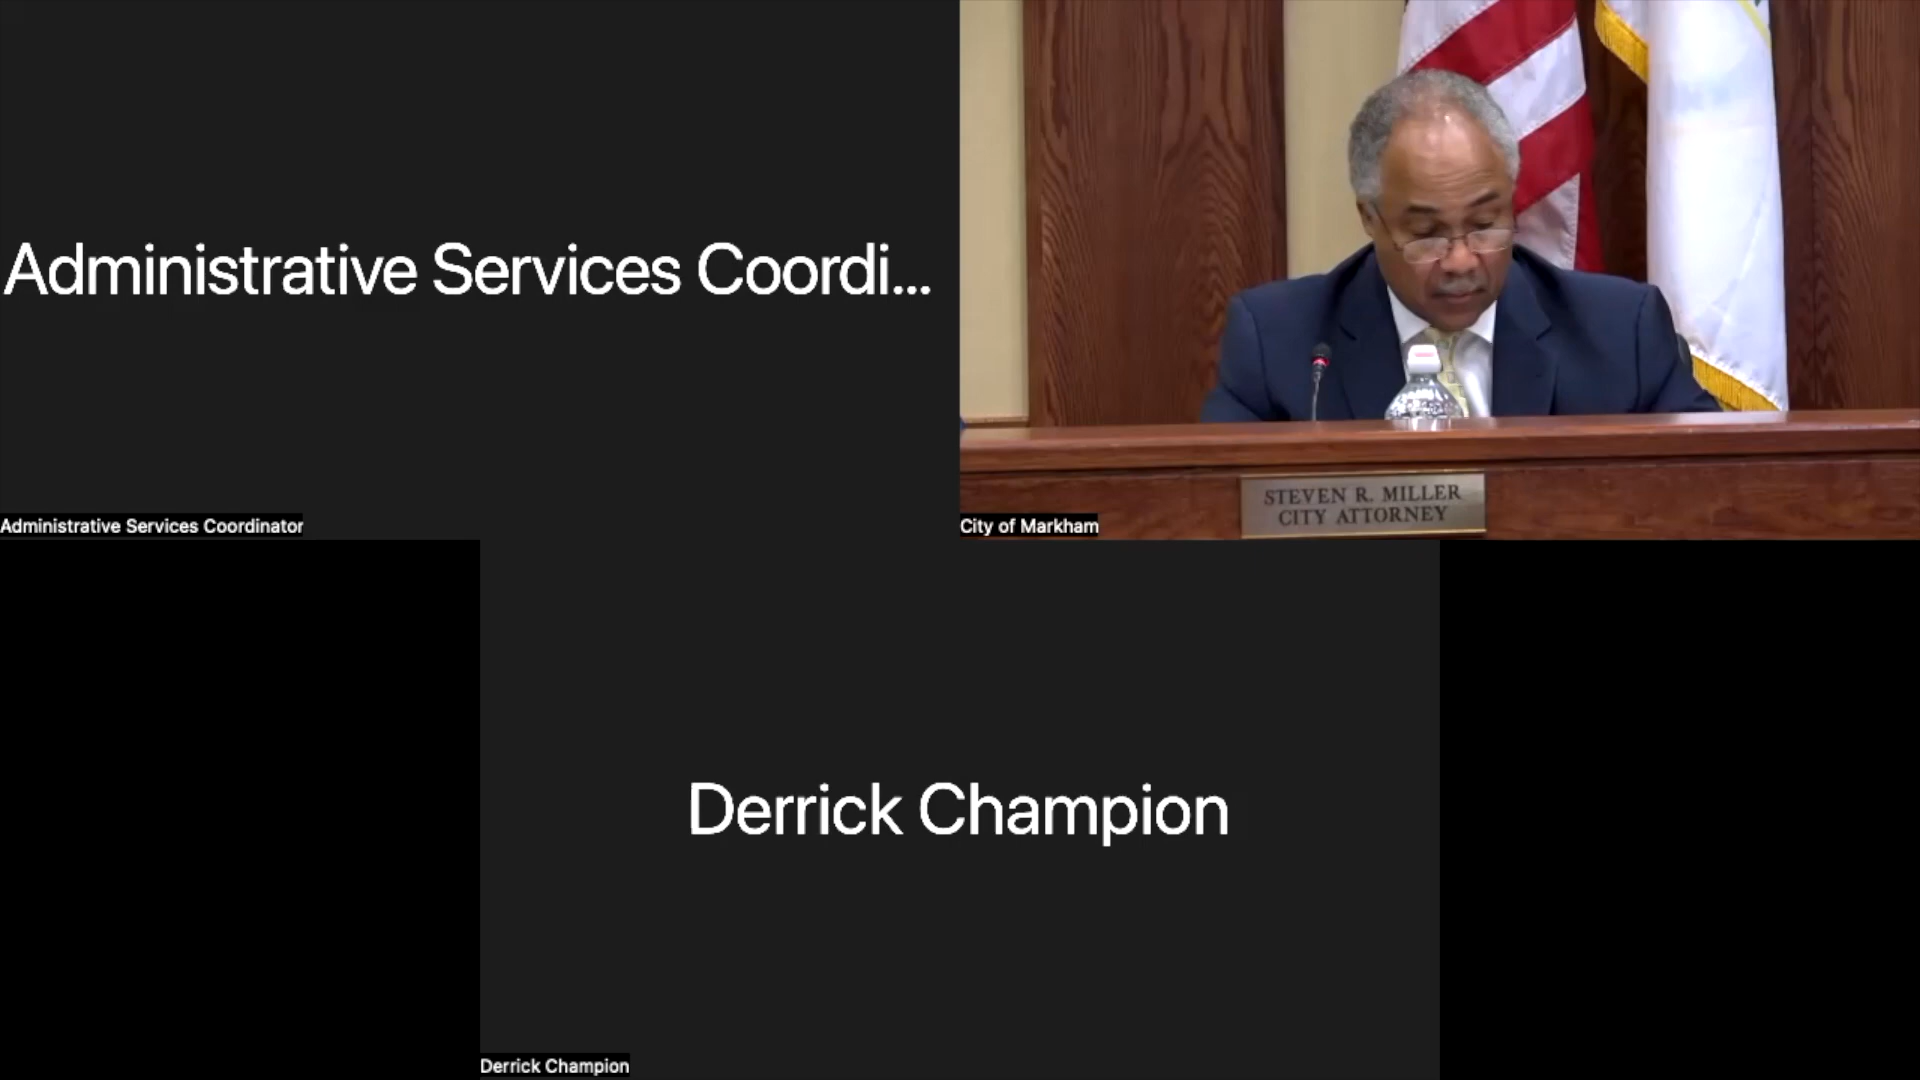 Administrative Services Coordi...
Administrative Services Coordinator
STEVEN R. MILLER
CITY ATTORNEY
City of Markham
Derrick Champion
Derrick Champion